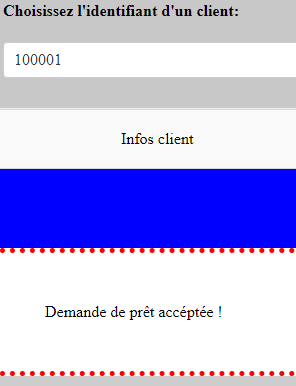 Choisissez l'identifiant d'un client:
100001
Infos client
Demande de prêt accéptée !